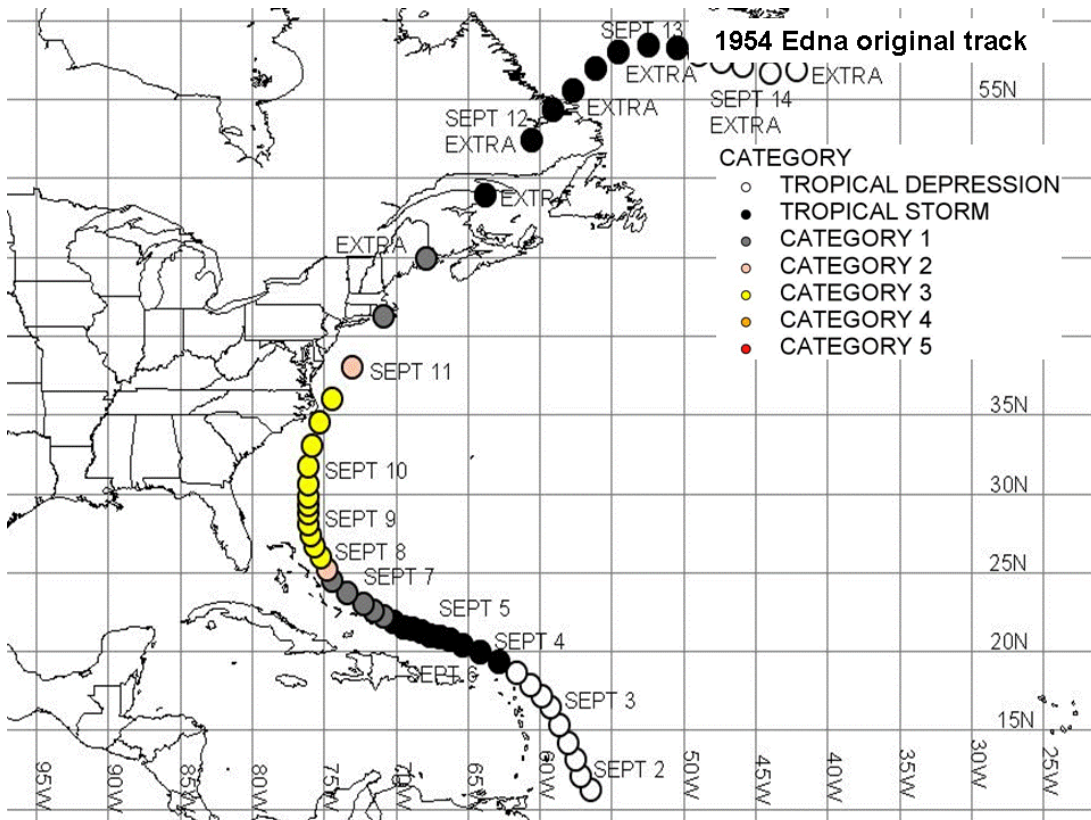 SEPT 13
1954 Edna original track
EXTRA
EXTRA
55N
SEPT 14
EXTRA
EXTRA
SEPT 12
EXTRA
CATEGORY
TROPICAL DEPRESSION
TROPICAL STORM
CATEGORY 1
CATEGORY 2
CATEGORY 3
CATEGORY 4
CATEGORY 5
EXTRA
EXTRA
SEPT 11
35N
SEPT 10
30N
SEPT 9
SEPT 8
25N
SEPT 7
SEPT 5
SEPT 4
20N
SEPT 6
SEPT 3
15N
SEPT 2
95W
90W
85W
80W
75W
70W
65W
60W
50W
45W
40W
35W
30W
25W